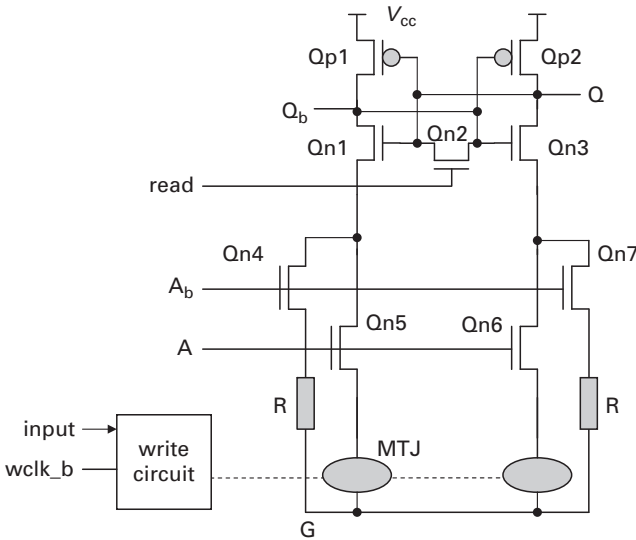 Vcc
Qp1
Qp2
Qb
Q
Qn1
Qn2
Qn3
read
Qn4
Qn7
Ab
Qn5
Qn6
A
R
R
input
write
circuit
MTJ
wclk_b
G